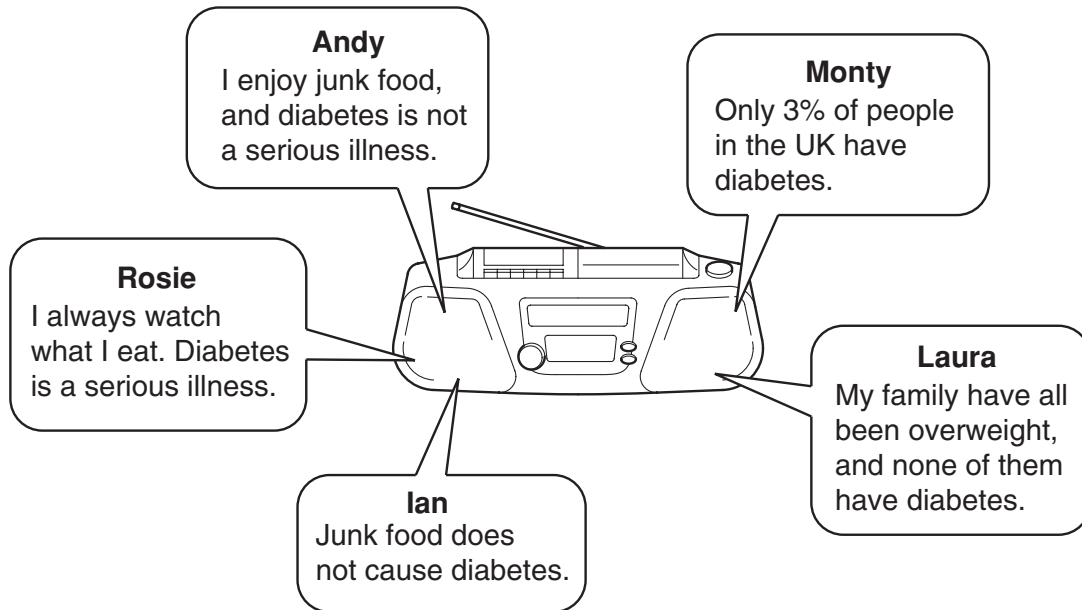 Andy
I enjoy junk food,
and diabetes is not
a serious illness.
Monty
Only 3% of people
in the UK have
diabetes.
Rosie
I always watch
what I eat. Diabetes
is a serious illness.
Laura
My family have all
been overweight,
and none of them
have diabetes.
Ian
Junk food does
not cause diabetes.